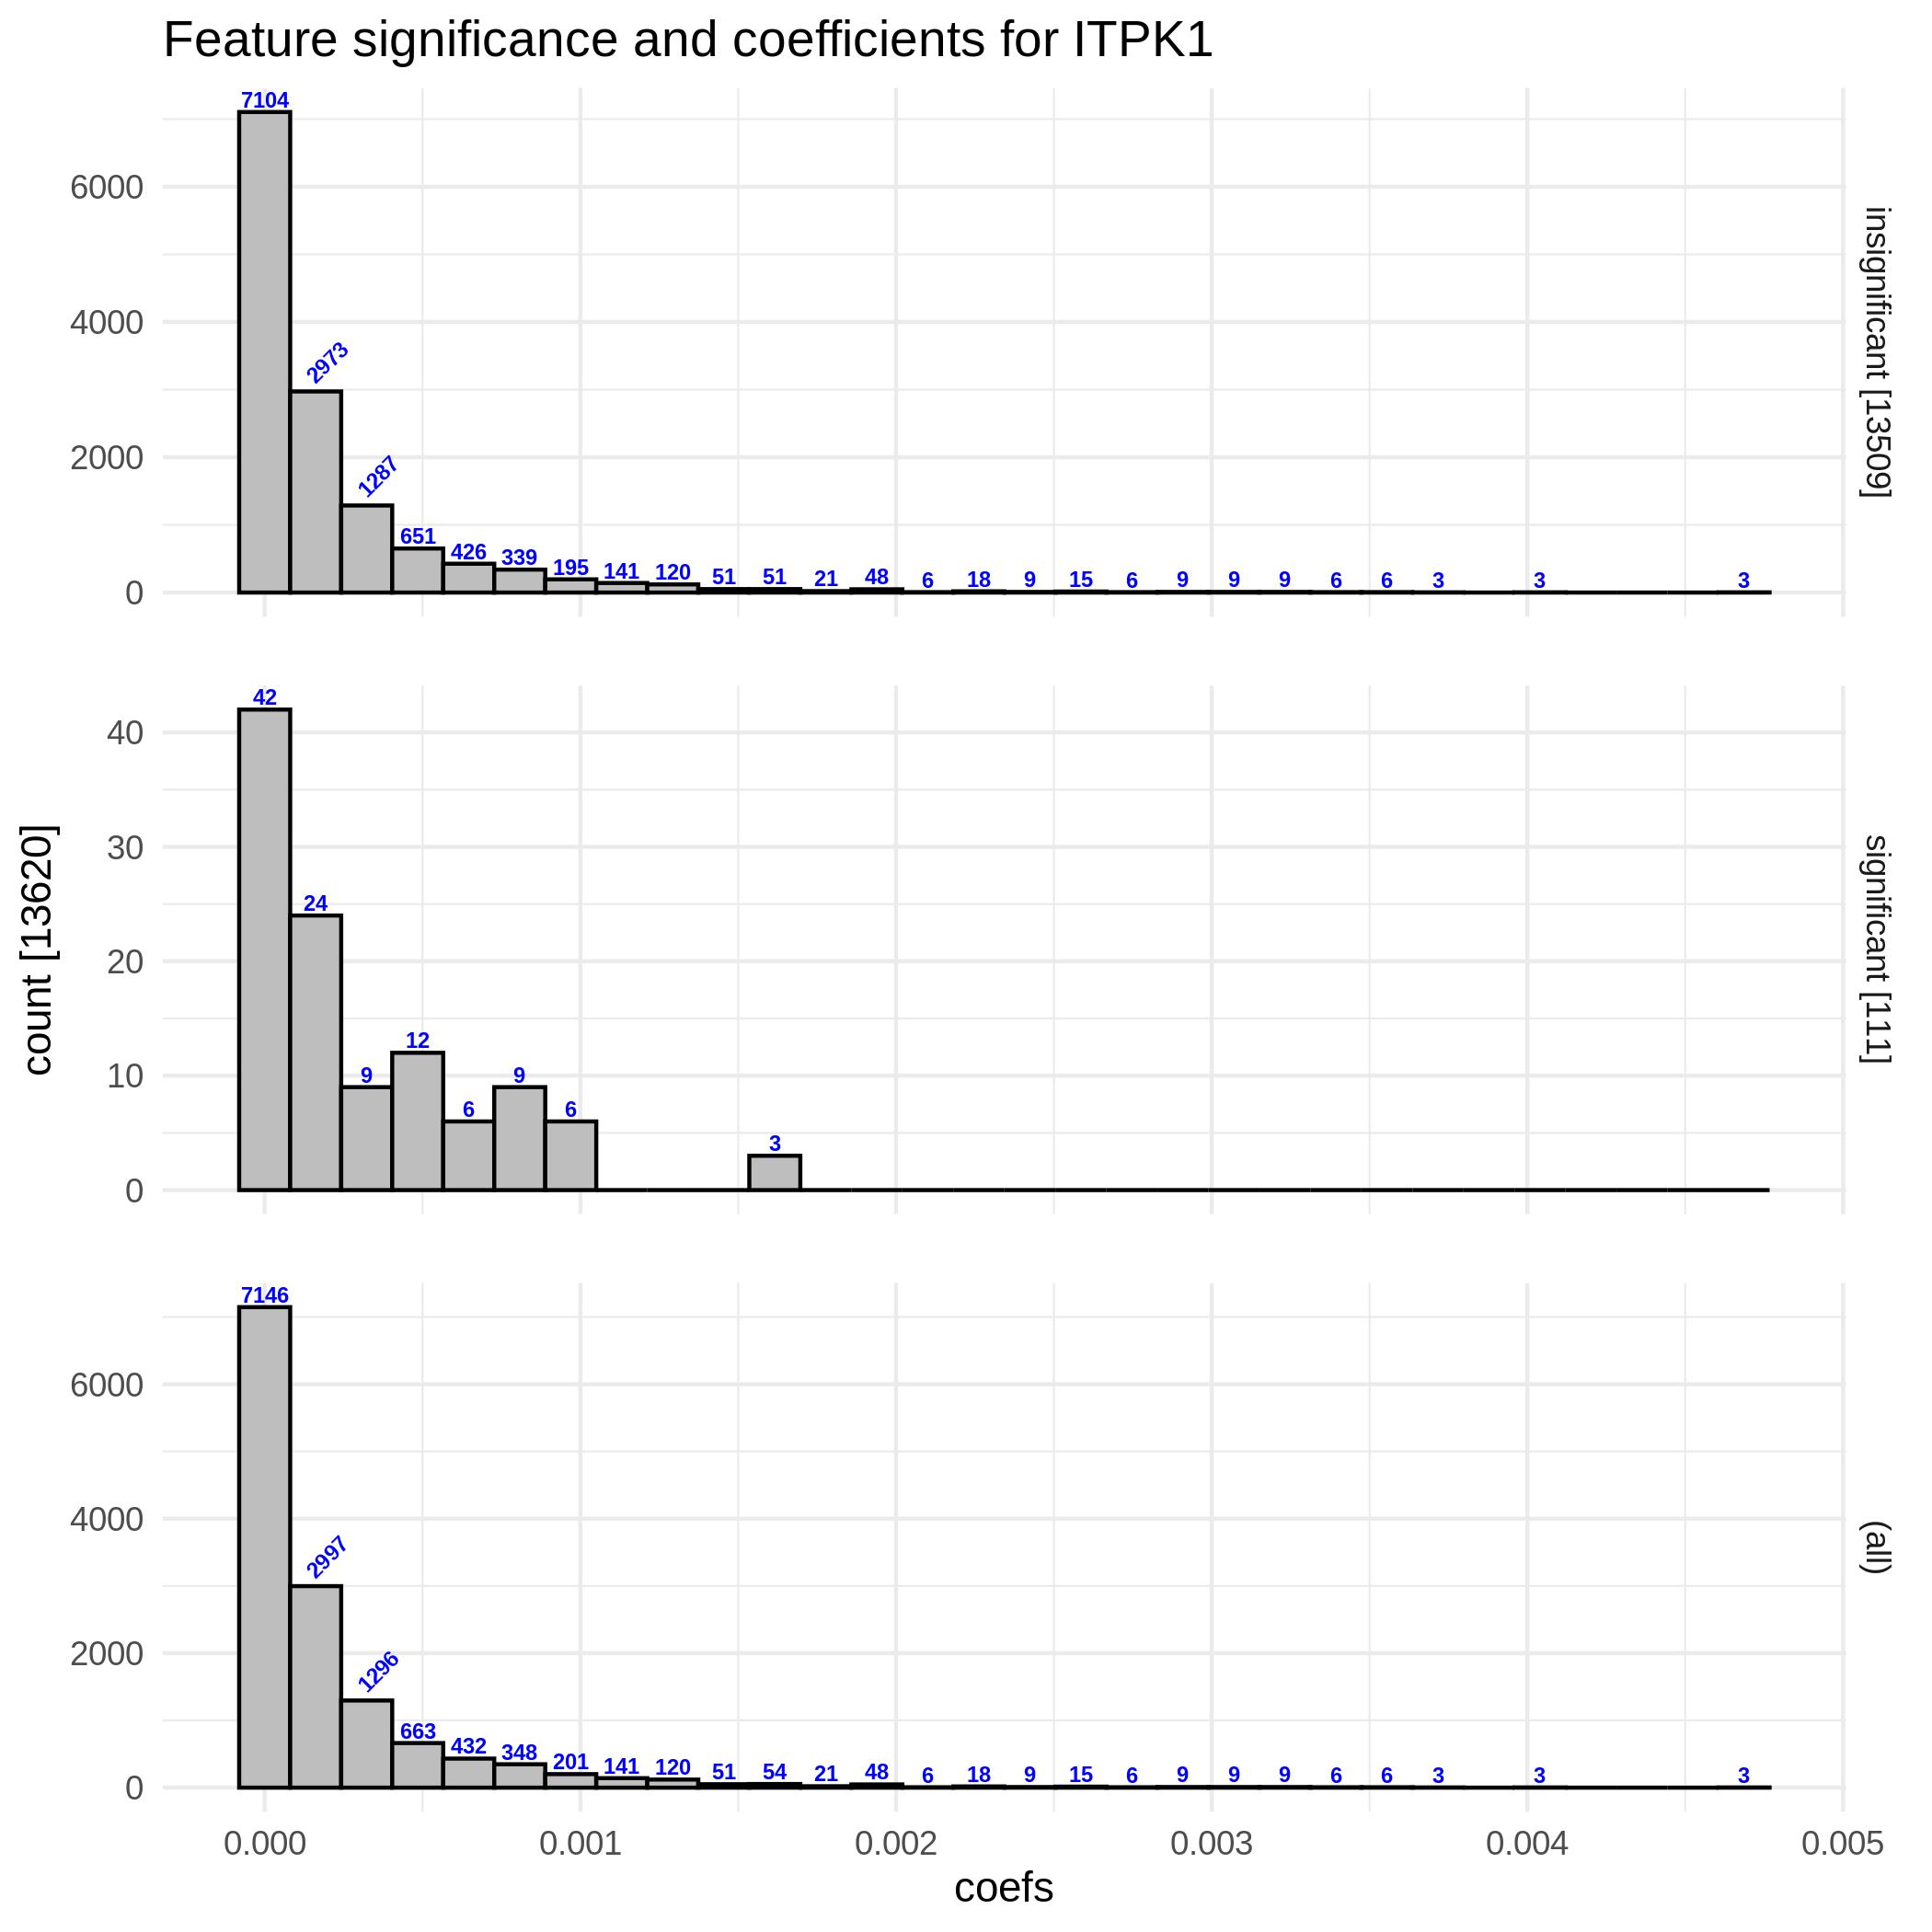 Feature significance and coefficients for ITPK1
7104
2973
1287
651 426 339 195 141 120 51 51 21 48 6 18 9 15 6 9 9 9 6 6 3 3 3
6000
4000
2000
0
insignificant [13509]
42
24
9 12 6 9 6 3
40
30
20
10
0
count [13620]
significant [111]
7146
2997
1296
663 432 348 201 141 120 51 54 21 48 6 18 9 15 6 9 9 9 6 6 3 3 3
6000
4000
2000
0
(all)
0.000 0.001 0.002 0.003 0.004 0.005
coefs